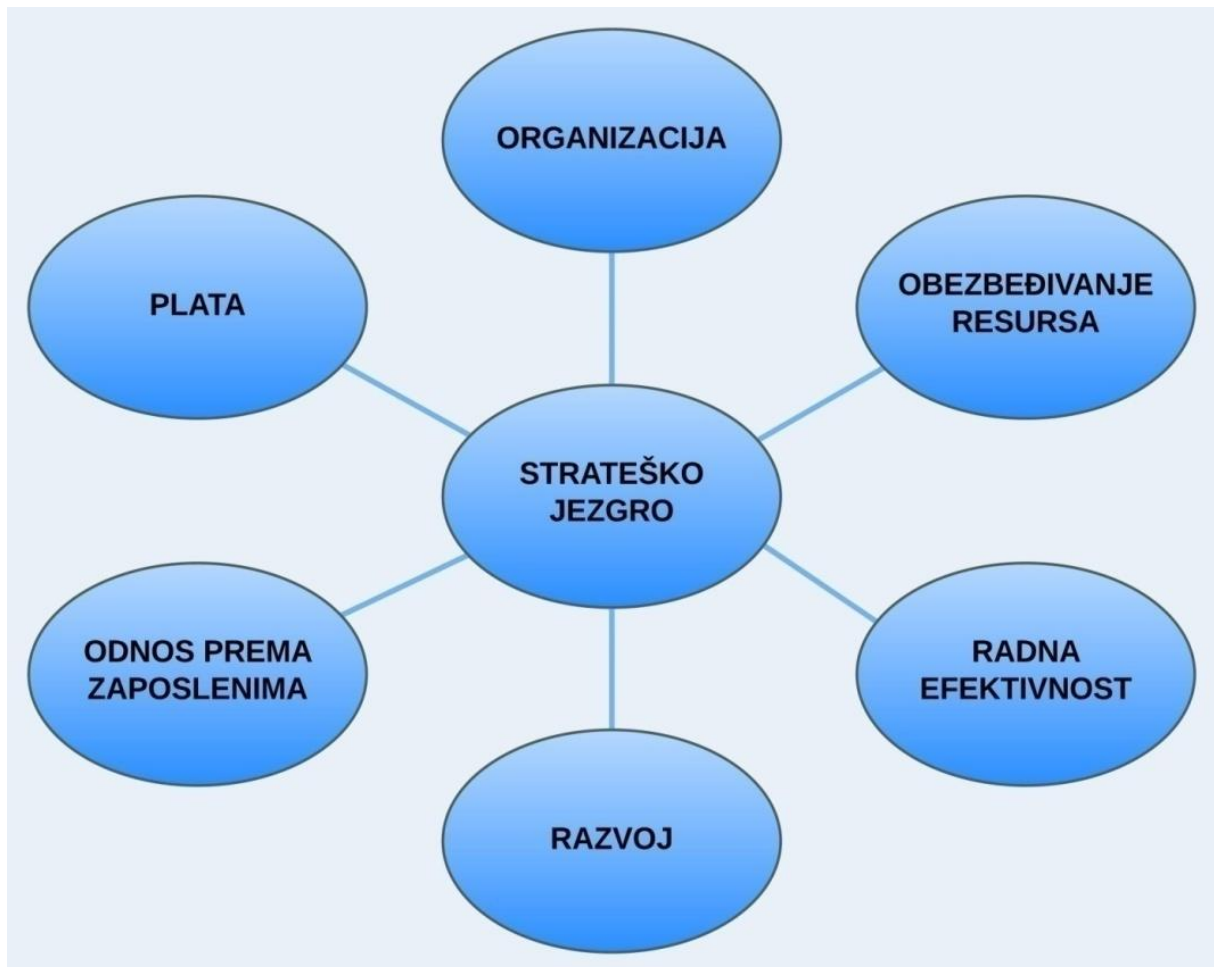 ORGANIZACIJA
PLATA
OBEZBEĐIVANJE
RESURSA
STRATEŠKO
JEZGRO
ODNOS PREMA
ZAPOSLENIMA
RADNA
EFEKTIVNOST
RAZVOJ